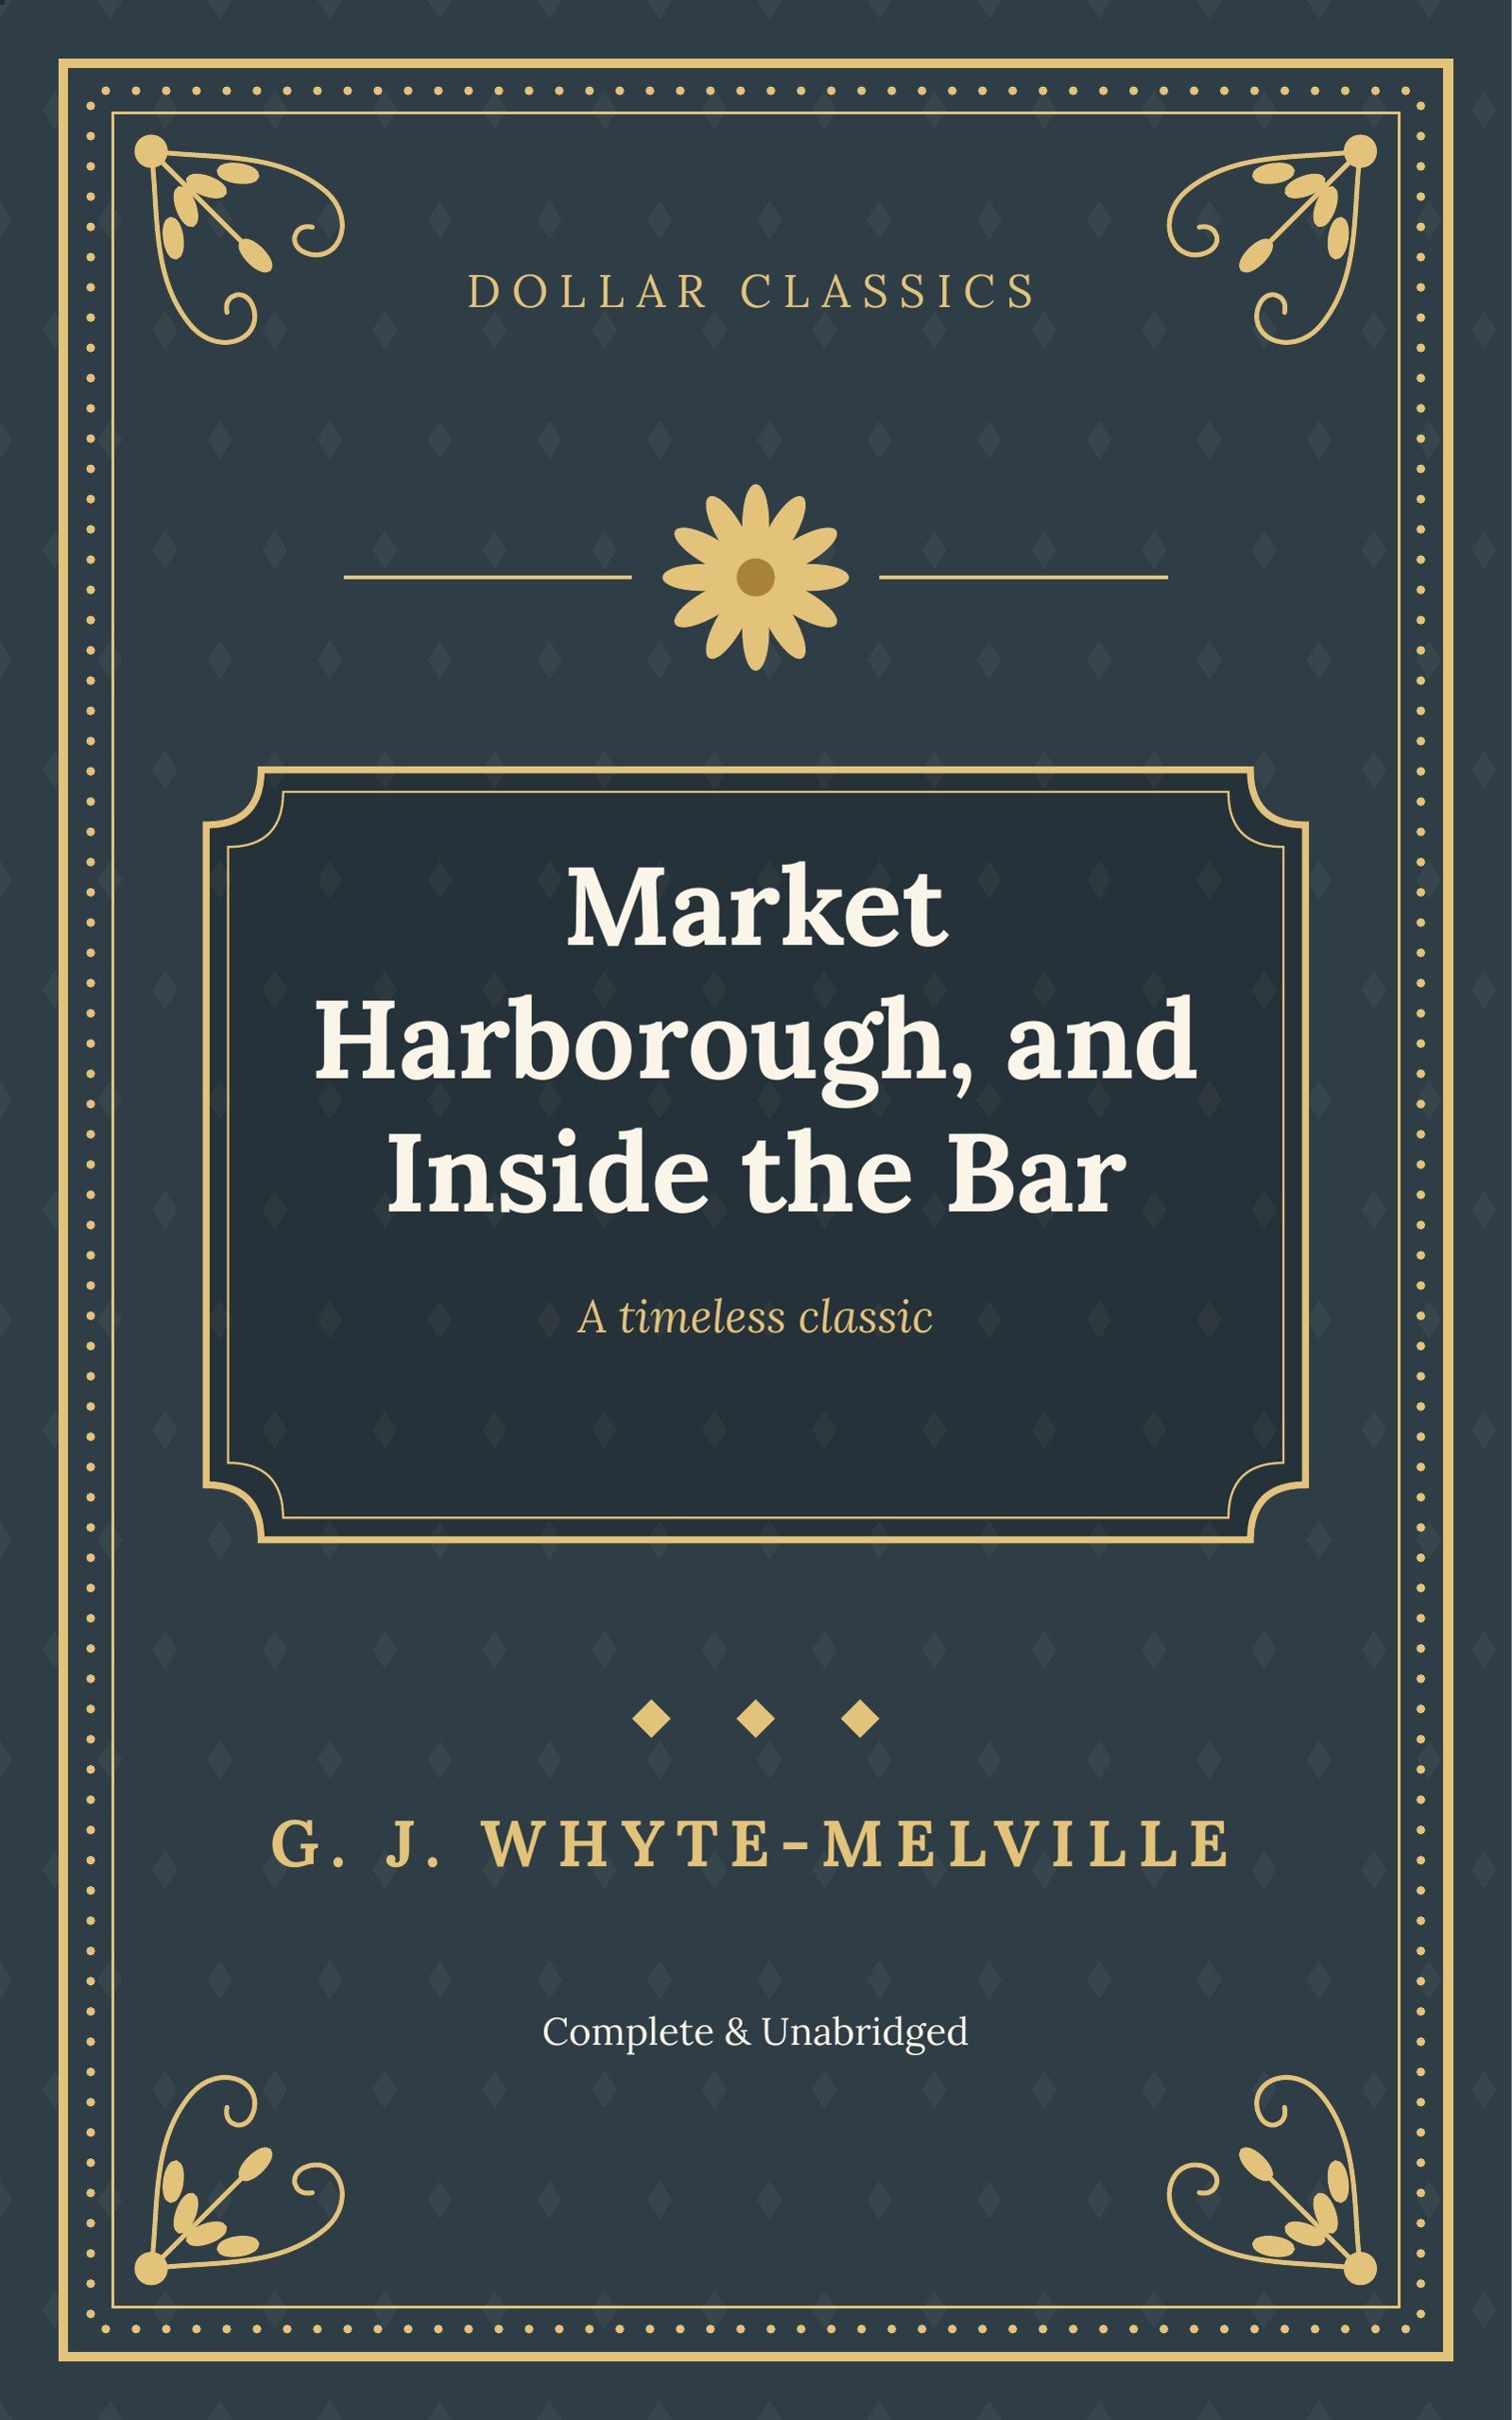 DOLLAR CLASSICS
Market
Harborough, and
Inside the Bar
A timeless classic
G. J. WHYTE-MELVILLE
Complete & Unabridged